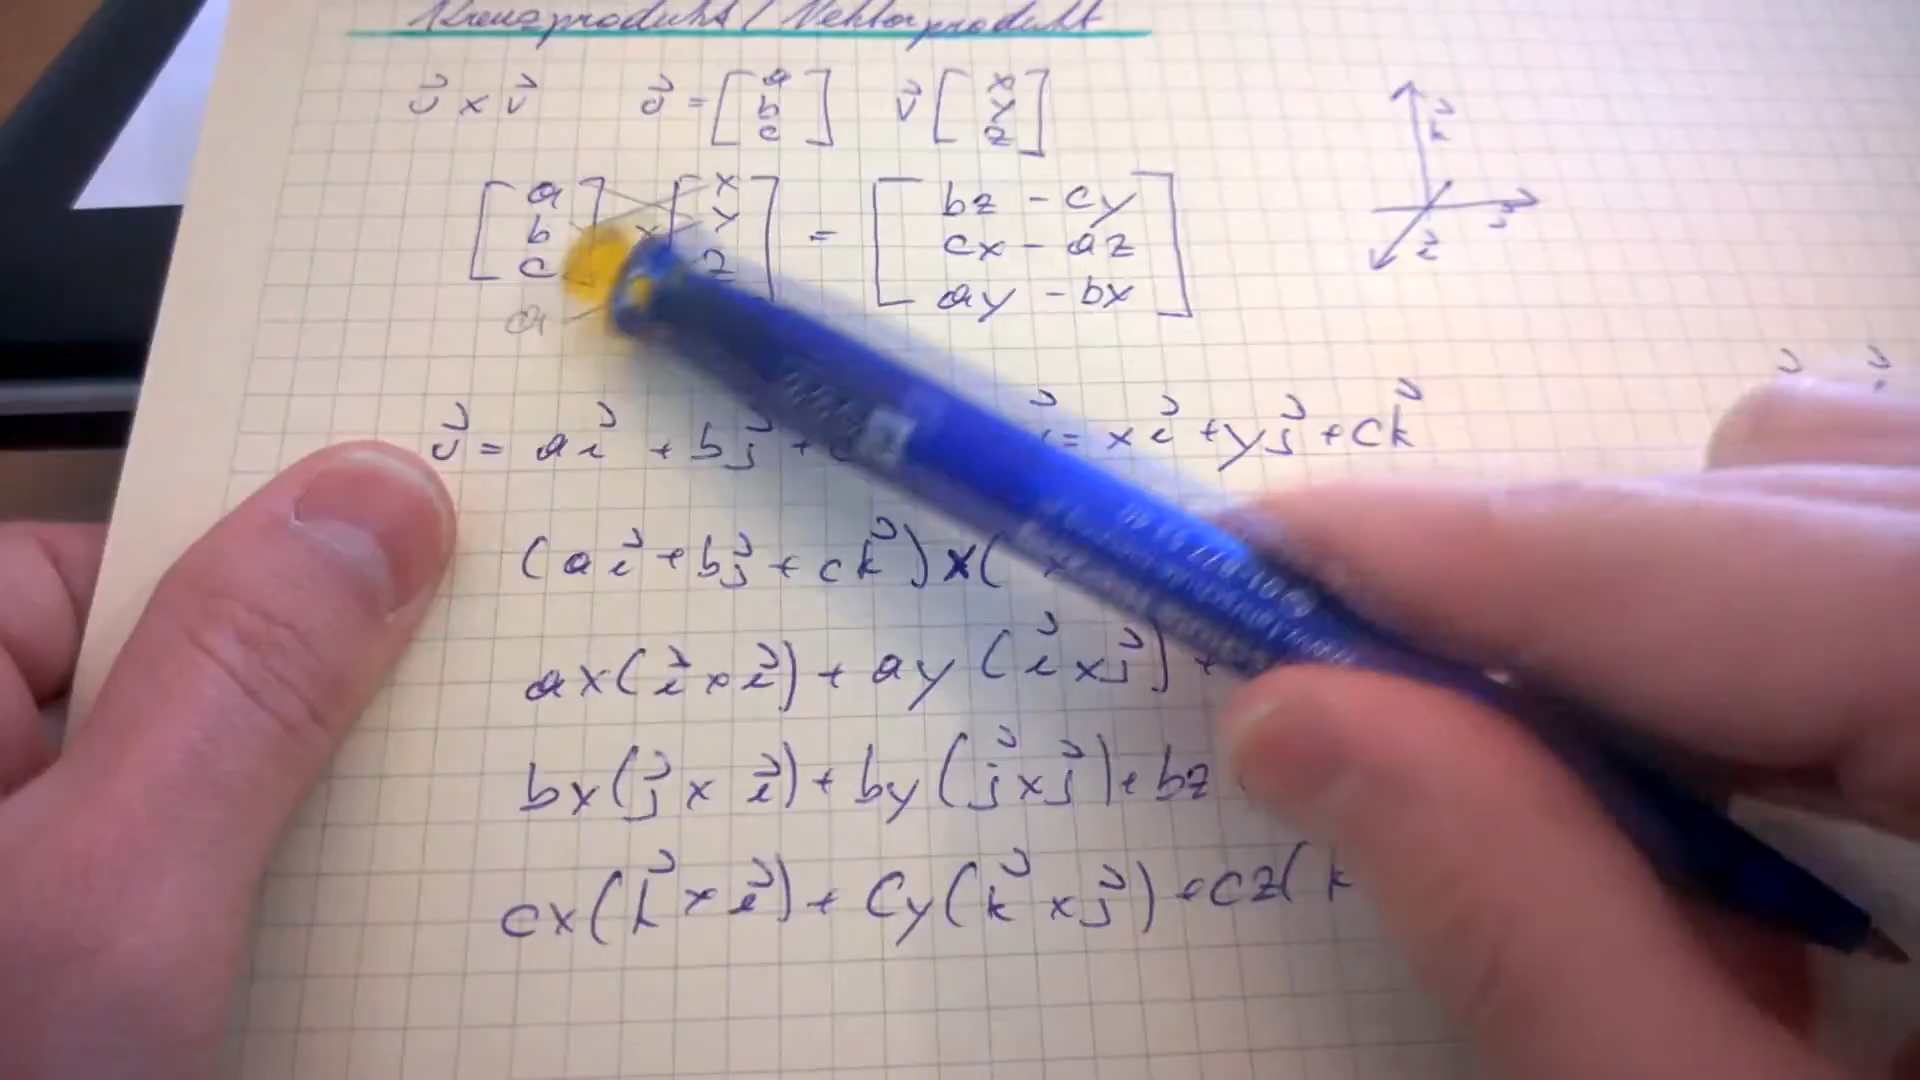 Kreuzprodukt / Vektorprodukt
u⃗ x v⃗   u⃗ = [a b c]   v⃗ [x y z]
k⃗
[a b c] x [x y z] = [bz - cy  cx - az  ay - bx]
j⃗
i⃗
a
u⃗ = ai⃗ + bj⃗ +   = xi⃗ + yj⃗ + ck⃗
(ai⃗ + bj⃗ + ck⃗) x ( x
ax(i⃗ x i⃗) + ay(i⃗ x j⃗) +
bx(j⃗ x i⃗) + by(j⃗ x j⃗) + bz
cx(k⃗ x i⃗) + cy(k⃗ x j⃗) + cz( k